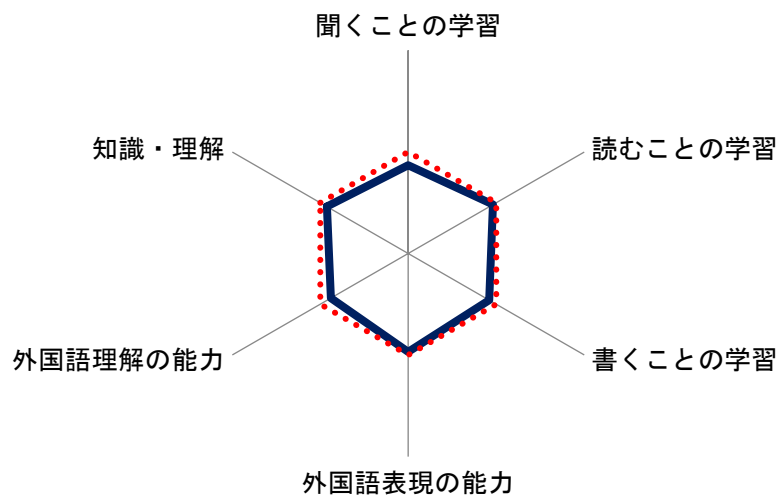 聞くことの学習
知識・理解
読むことの学習
外国語理解の能力
書くことの学習
外国語表現の能力